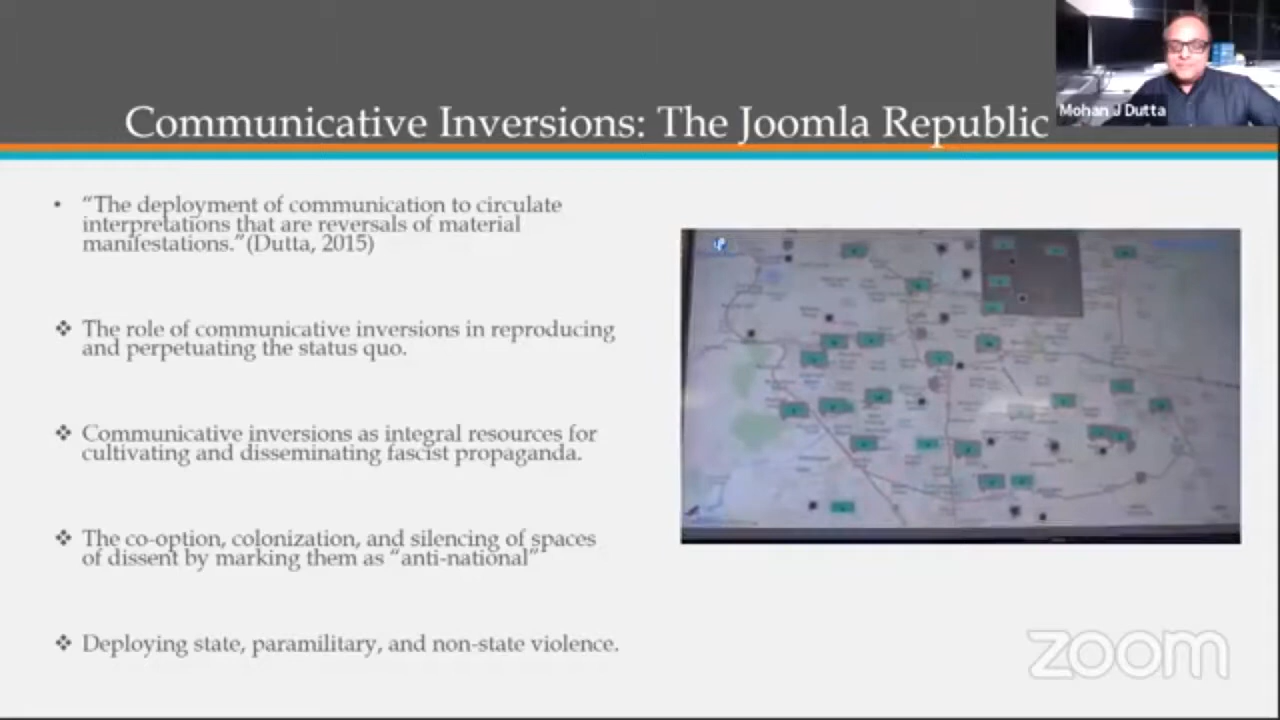 Communicative Inversions: The Joomla Republic
Mohan J Dutta
• “The deployment of communication to circulate
interpretations that are reversals of material
manifestations.”(Dutta, 2015)
❖ The role of communicative inversions in reproducing
and perpetuating the status quo.
❖ Communicative inversions as integral resources for
cultivating and disseminating fascist propaganda.
❖ The co-option, colonization, and silencing of spaces
of dissent by marking them as “anti-national”
❖ Deploying state, paramilitary, and non-state violence.
zoom